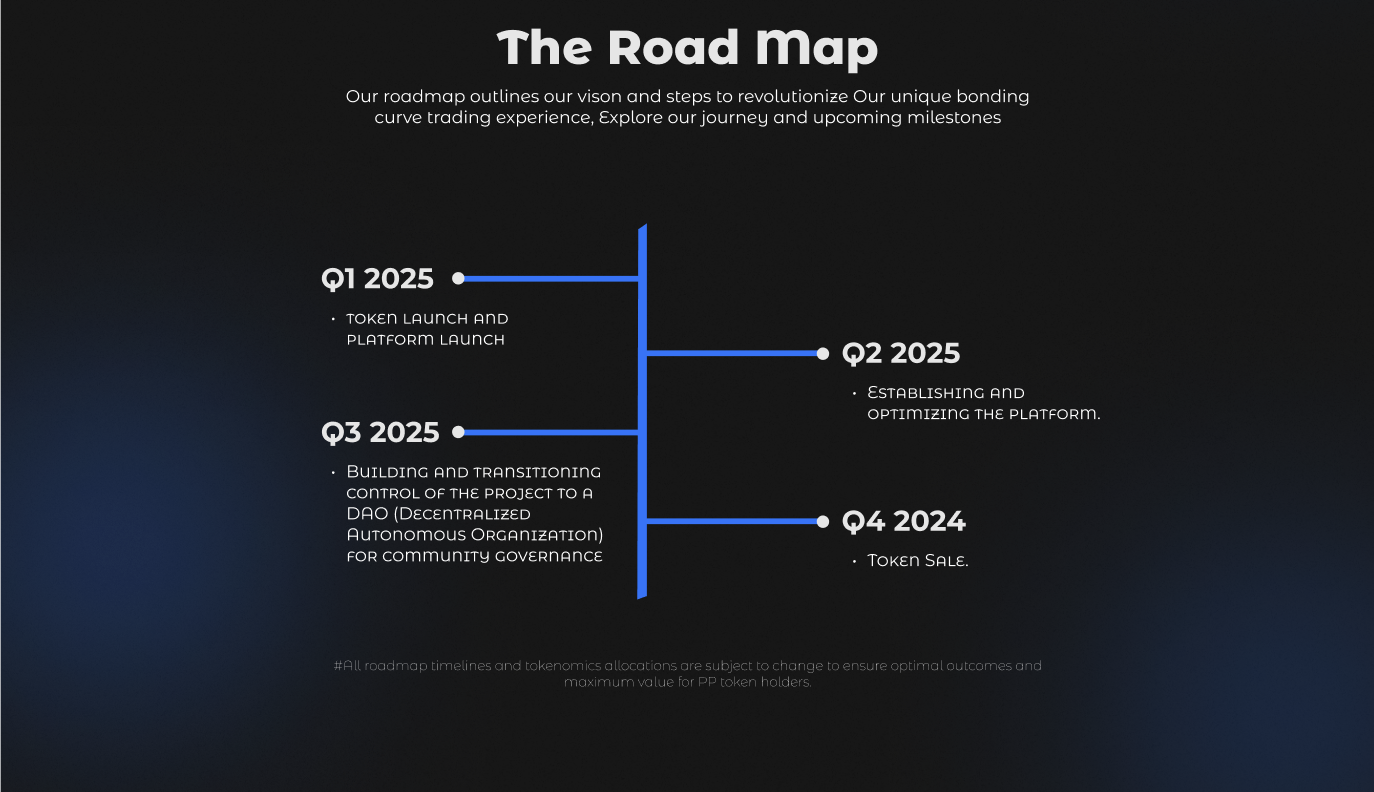 The Road Map
Our roadmap outlines our vison and steps to revolutionize Our unique bonding
curve trading experience, Explore our journey and upcoming milestones
Q1 2025
• TOKEN LAUNCH AND
PLATFORM LAUNCH
Q2 2025
• ESTABLISHING AND
OPTIMIZING THE PLATFORM.
Q3 2025
• BUILDING AND TRANSITIONING
CONTROL OF THE PROJECT TO A
DAO (DECENTRALIZED
AUTONOMOUS ORGANIZATION)
FOR COMMUNITY GOVERNANCE
Q4 2024
• TOKEN SALE.
#All roadmap timelines and tokenomics allocations are subject to change to ensure optimal outcomes and
maximum value for PP token holders.